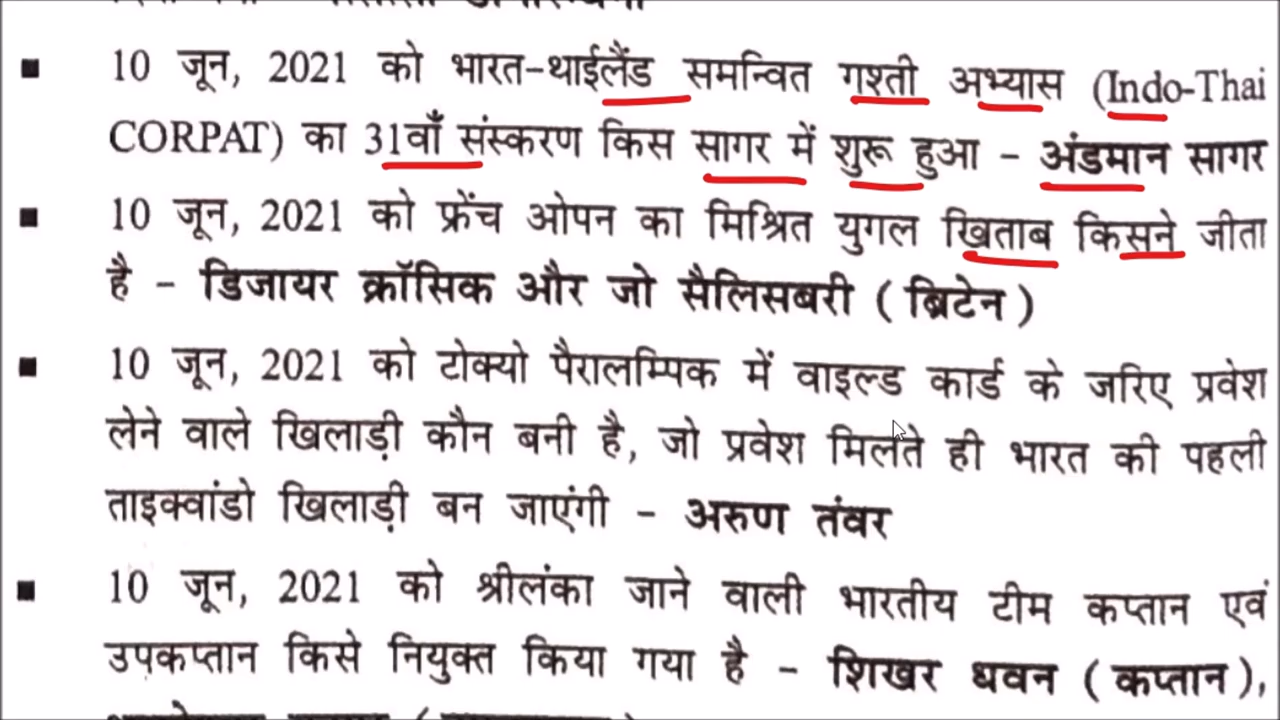 ■ 10 जून, 2021 को भारत-थाईलैंड समन्वित गश्ती अभ्यास (Indo-Thai
CORPAT) का 31वाँ संस्करण किस सागर में शुरू हुआ - अंडमान सागर
■ 10 जून, 2021 को फ्रेंच ओपन का मिश्रित युगल खिताब किसने जीता
है - डिजायर क्रॉसिक और जो सैलिसबरी (ब्रिटेन)
■ 10 जून, 2021 को टोक्यो पैरालम्पिक में वाइल्ड कार्ड के जरिए प्रवेश
लेने वाले खिलाड़ी कौन बनी है, जो प्रवेश मिलते ही भारत की पहली
ताइक्वांडो खिलाड़ी बन जाएंगी - अरुण तंवर
■ 10 जून, 2021 को श्रीलंका जाने वाली भारतीय टीम कप्तान एवं
उपकप्तान किसे नियुक्त किया गया है - शिखर धवन (कप्तान),